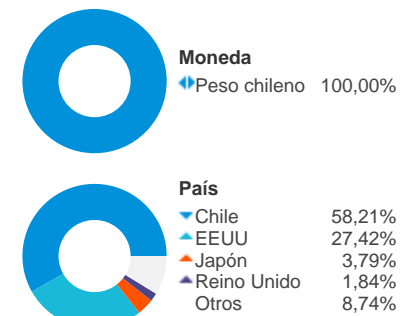 Moneda
Peso chileno 100,00%
País
Chile 58,21%
EEUU 27,42%
Japón 3,79%
Reino Unido 1,84%
Otros 8,74%